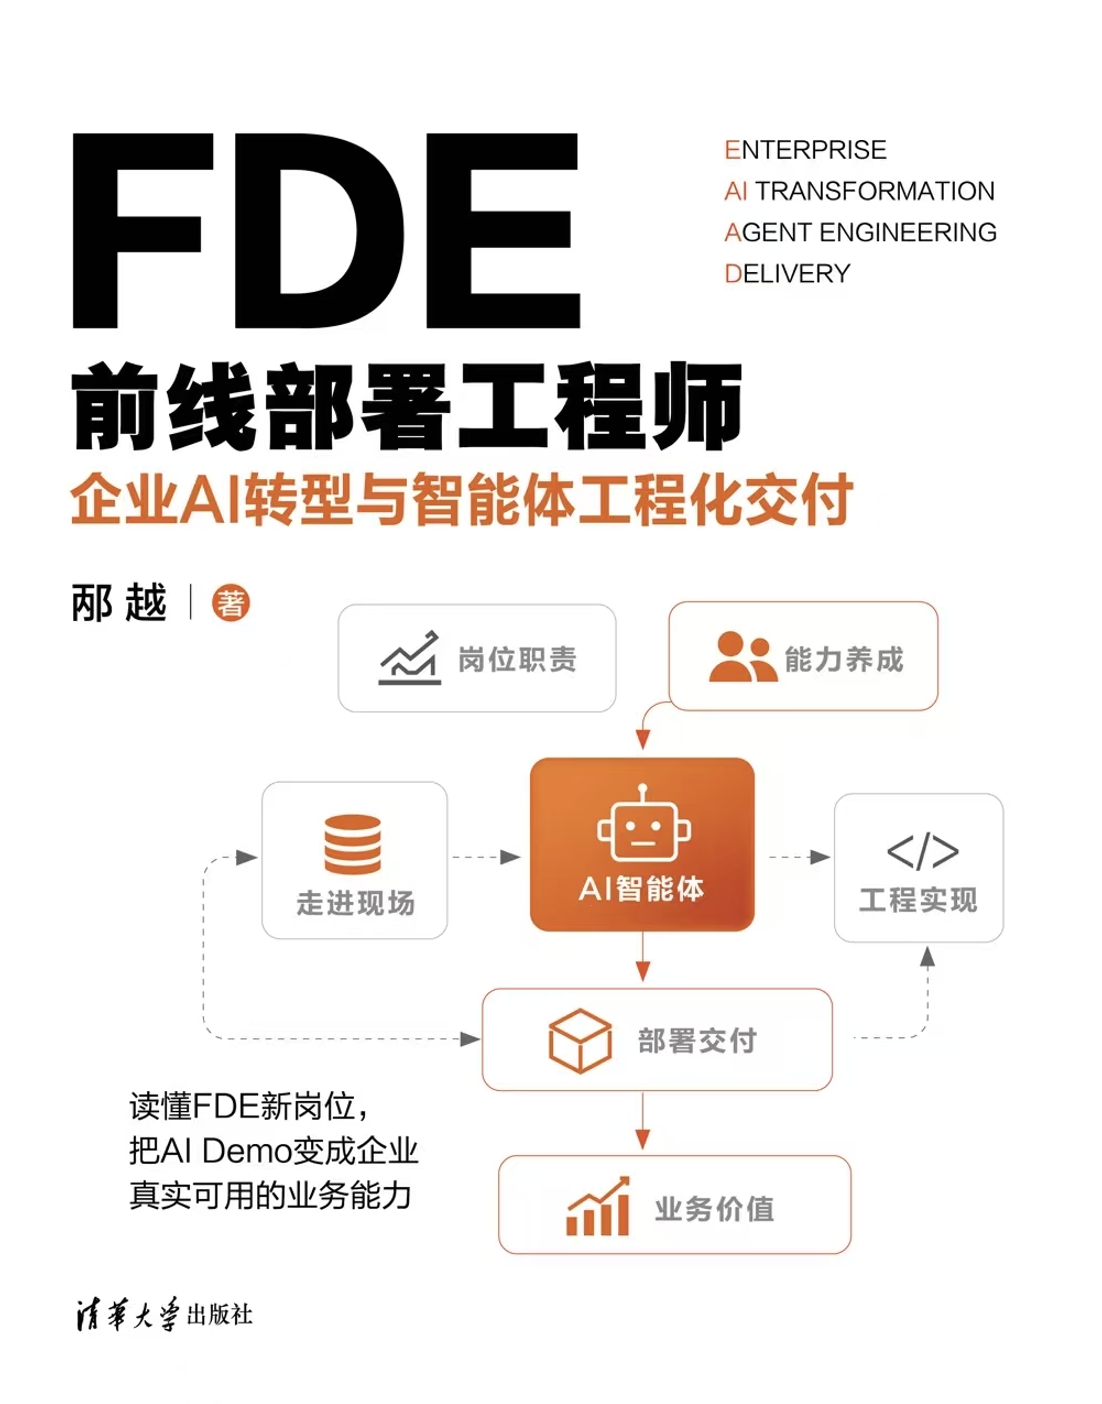 FDE
ENTERPRISE
AI TRANSFORMATION
AGENT ENGINEERING
DELIVERY
前线部署工程师
企业AI转型与智能体工程化交付
邴越 | 著
岗位职责
能力养成
走进现场
AI智能体
</>
工程实现
部署交付
读懂FDE新岗位，
把AI Demo变成企业
真实可用的业务能力
业务价值
清华大学出版社